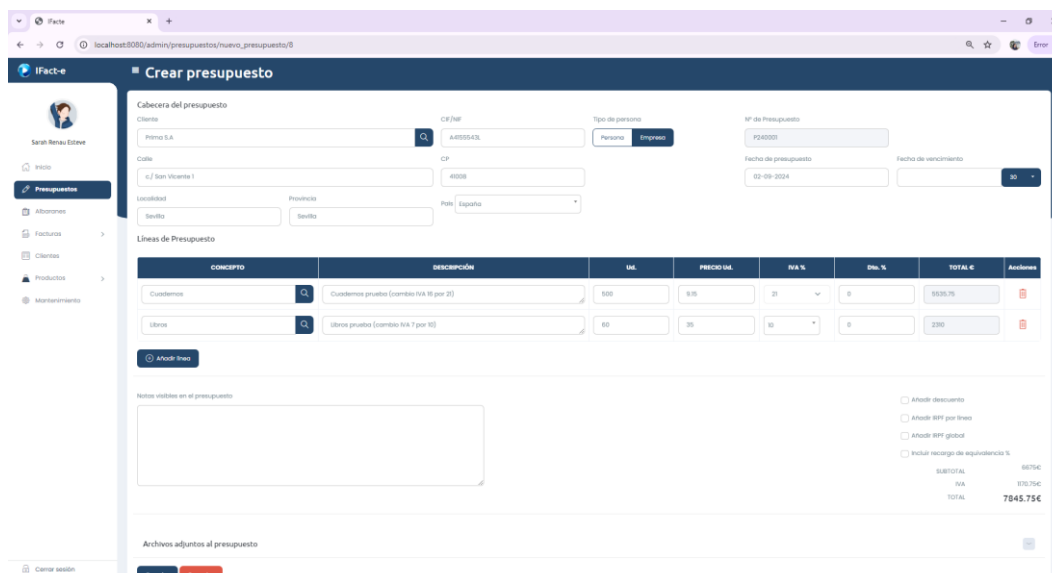 IFacte
localhost:8080/admin/presupuestos/nuevo_presupuesto/8
Error
IFact-e
Crear presupuesto
Sarah Renau Esteve
Inicio
Presupuestos
Albaranes
Facturas
Clientes
Productos
Mantenimiento
Cerrar sesión
Cabecera del presupuesto
Cliente CIF/NIF Tipo de persona Nº de Presupuesto
Prima S.A A4155543L Persona Empresa P240001
Calle CP Fecha de presupuesto Fecha de vencimiento
c/ San Vicente 1 41008 02-09-2024 30
Localidad Provincia País España
Sevilla Sevilla
Líneas de Presupuesto
CONCEPTO DESCRIPCIÓN Ud. PRECIO Ud. IVA % Dto. % TOTAL € Acciones
Cuadernos Cuadernos prueba (cambio IVA 16 por 21) 500 9.15 21 0 5535.75
Libros Libros prueba (cambio IVA 7 por 10) 60 35 10 0 2310
Añadir línea
Notas visibles en el presupuesto
Añadir descuento
Añadir IRPF por línea
Añadir IRPF global
Incluir recargo de equivalencia %
SUBTOTAL 6675€
IVA 1170.75€
TOTAL 7845.75€
Archivos adjuntos al presupuesto